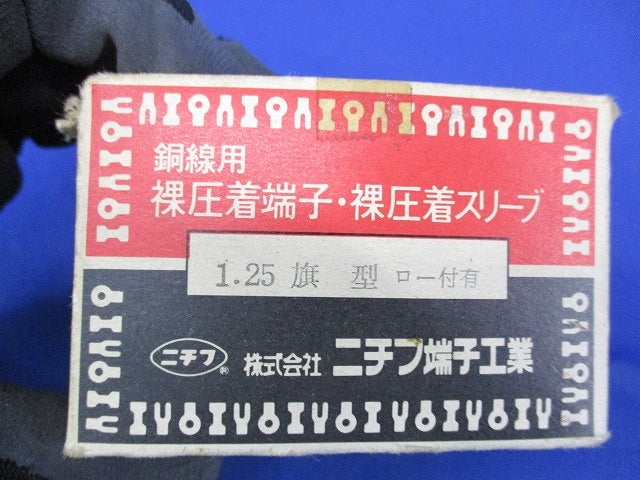 銅線用
裸圧着端子・裸圧着スリーブ
1.25 旗 型 ロー付有
ニチフ ® 株式会社 ニチフ端子工業